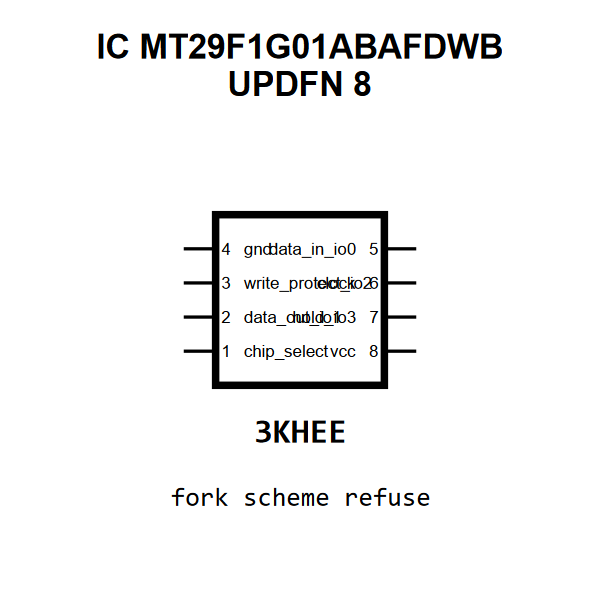 IC MT29F1G01ABAFDWB
UPDFN 8
4 gnd data_in_io0 5
3 write_protect_io2 clock 6
2 data_out_io1 hold_io3 7
1 chip_select vcc 8
3KHEE
fork scheme refuse